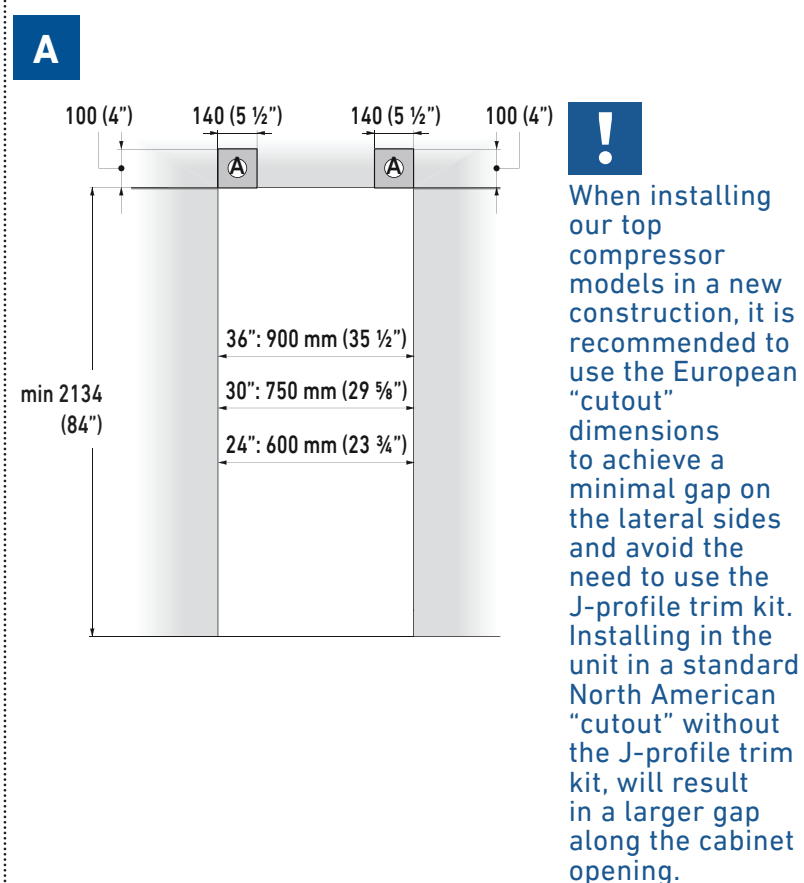 A
100 (4”)
140 (5 ½”)
140 (5 ½”)
100 (4”)
A
A
36”: 900 mm (35 ½”)
30”: 750 mm (29 ⅝”)
24”: 600 mm (23 ¾”)
min 2134
(84”)
!
When installing
our top
compressor
models in a new
construction, it is
recommended to
use the European
“cutout”
dimensions
to achieve a
minimal gap on
the lateral sides
and avoid the
need to use the
J-profile trim kit.
Installing in the
unit in a standard
North American
“cutout” without
the J-profile trim
kit, will result
in a larger gap
along the cabinet
opening.